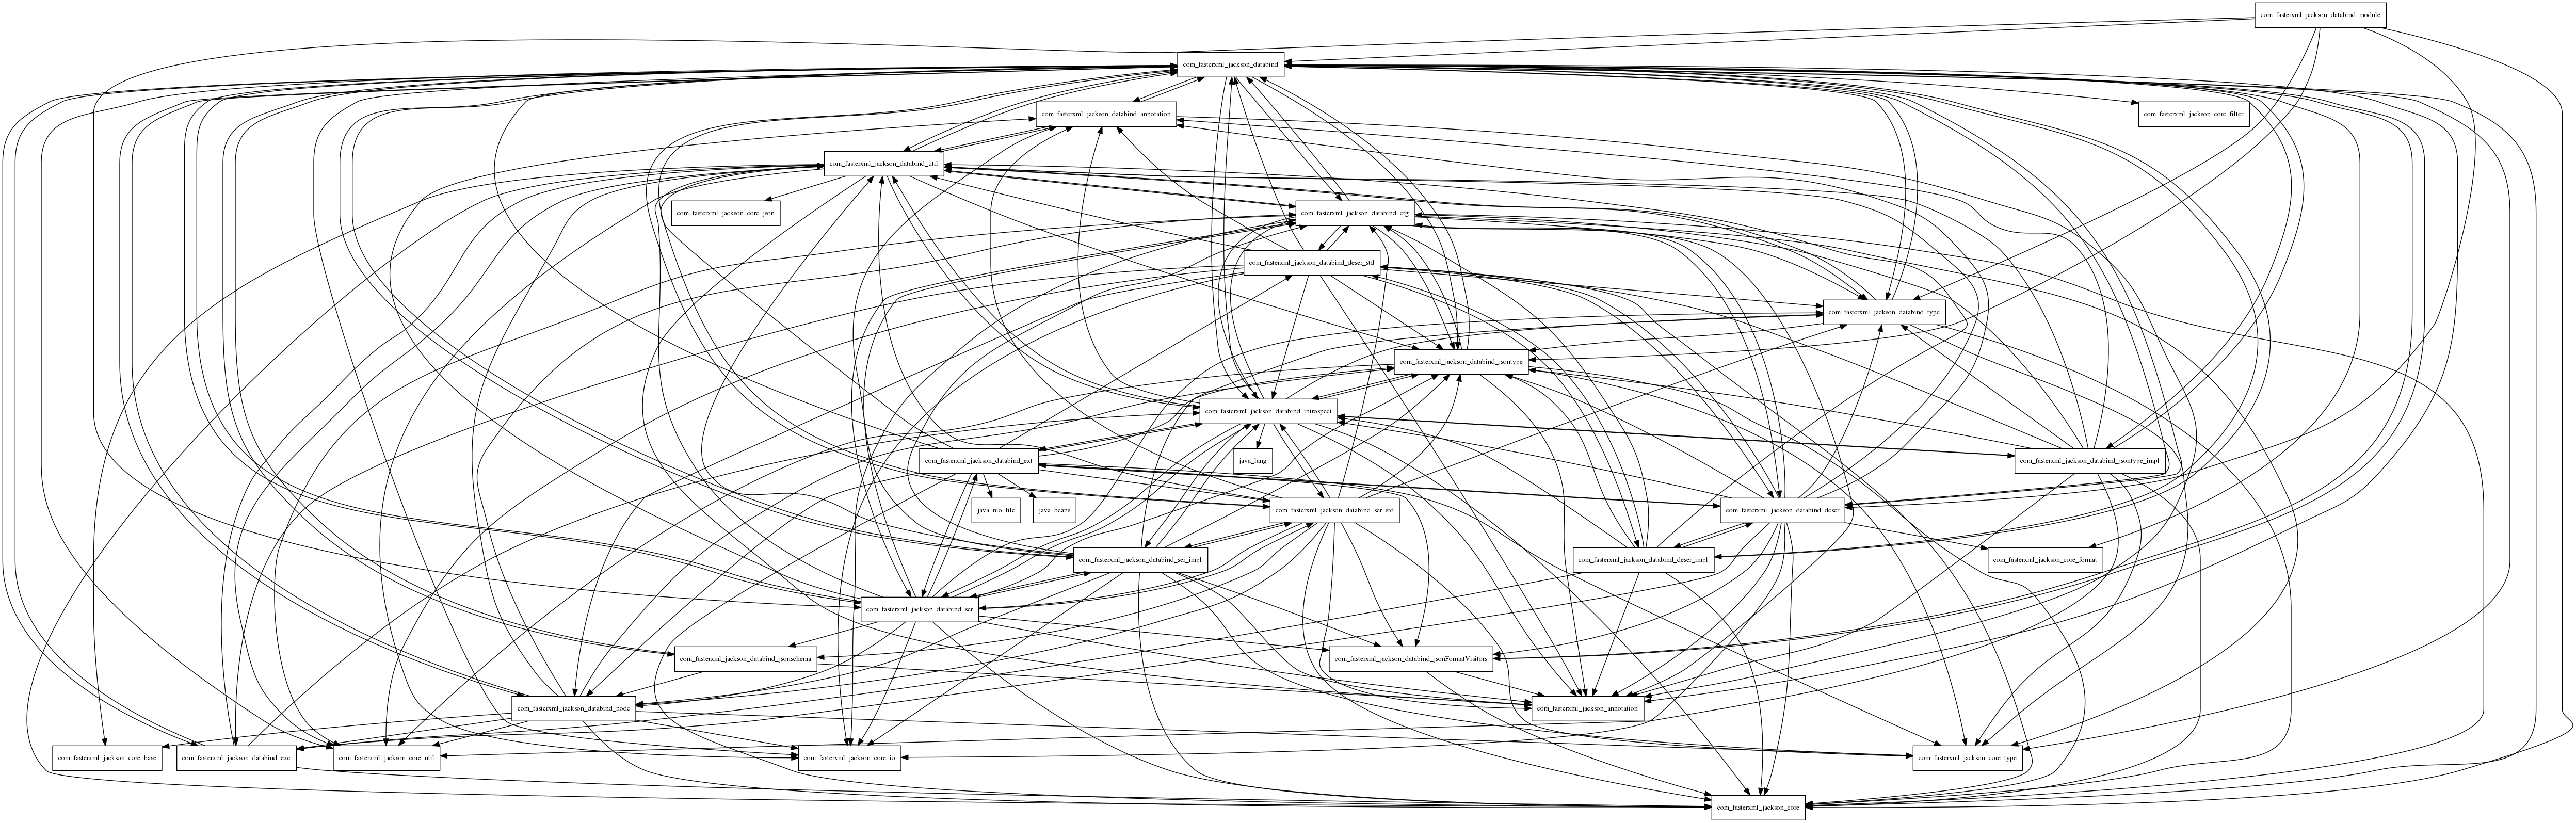 com_fasterxml_jackson_databind_module
com_fasterxml_jackson_databind
com_fasterxml_jackson_databind_annotation
com_fasterxml_jackson_core_filter
com_fasterxml_jackson_databind_util
com_fasterxml_jackson_core_json
com_fasterxml_jackson_databind_cfg
com_fasterxml_jackson_databind_deser_std
com_fasterxml_jackson_databind_type
com_fasterxml_jackson_databind_jsontype
com_fasterxml_jackson_databind_introspect
com_fasterxml_jackson_databind_ext
java_lang
com_fasterxml_jackson_databind_jsontype_impl
java_nio_file
java_beans
com_fasterxml_jackson_databind_ser_std
com_fasterxml_jackson_databind_deser
com_fasterxml_jackson_databind_ser_impl
com_fasterxml_jackson_databind_deser_impl
com_fasterxml_jackson_core_format
com_fasterxml_jackson_databind_ser
com_fasterxml_jackson_databind_jsonschema
com_fasterxml_jackson_databind_jsonFormatVisitors
com_fasterxml_jackson_databind_node
com_fasterxml_jackson_annotation
com_fasterxml_jackson_core_base
com_fasterxml_jackson_databind_exc
com_fasterxml_jackson_core_util
com_fasterxml_jackson_core_io
com_fasterxml_jackson_core_type
com_fasterxml_jackson_core